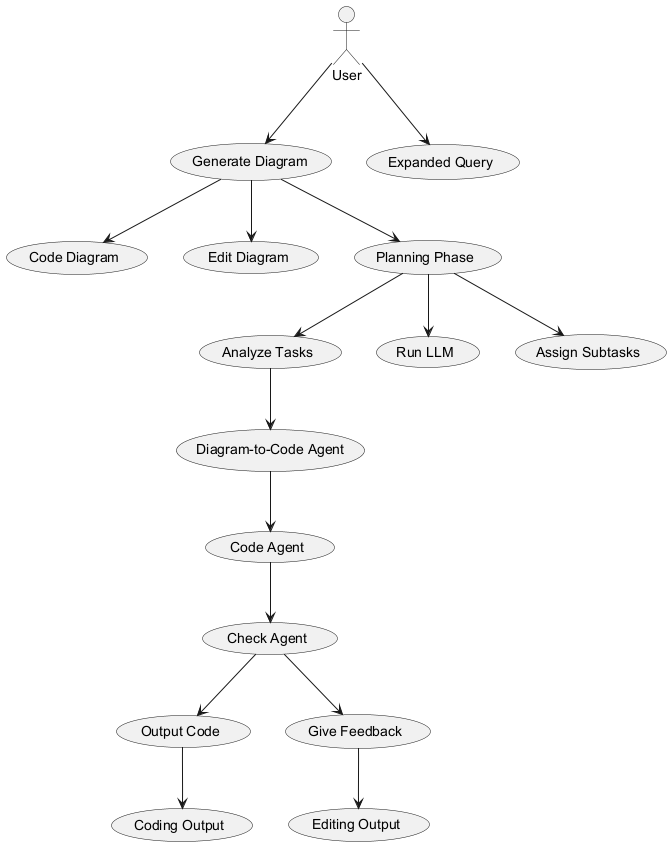 User
Generate Diagram
Expanded Query
Code Diagram
Edit Diagram
Planning Phase
Analyze Tasks
Run LLM
Assign Subtasks
Diagram-to-Code Agent
Code Agent
Check Agent
Output Code
Give Feedback
Coding Output
Editing Output